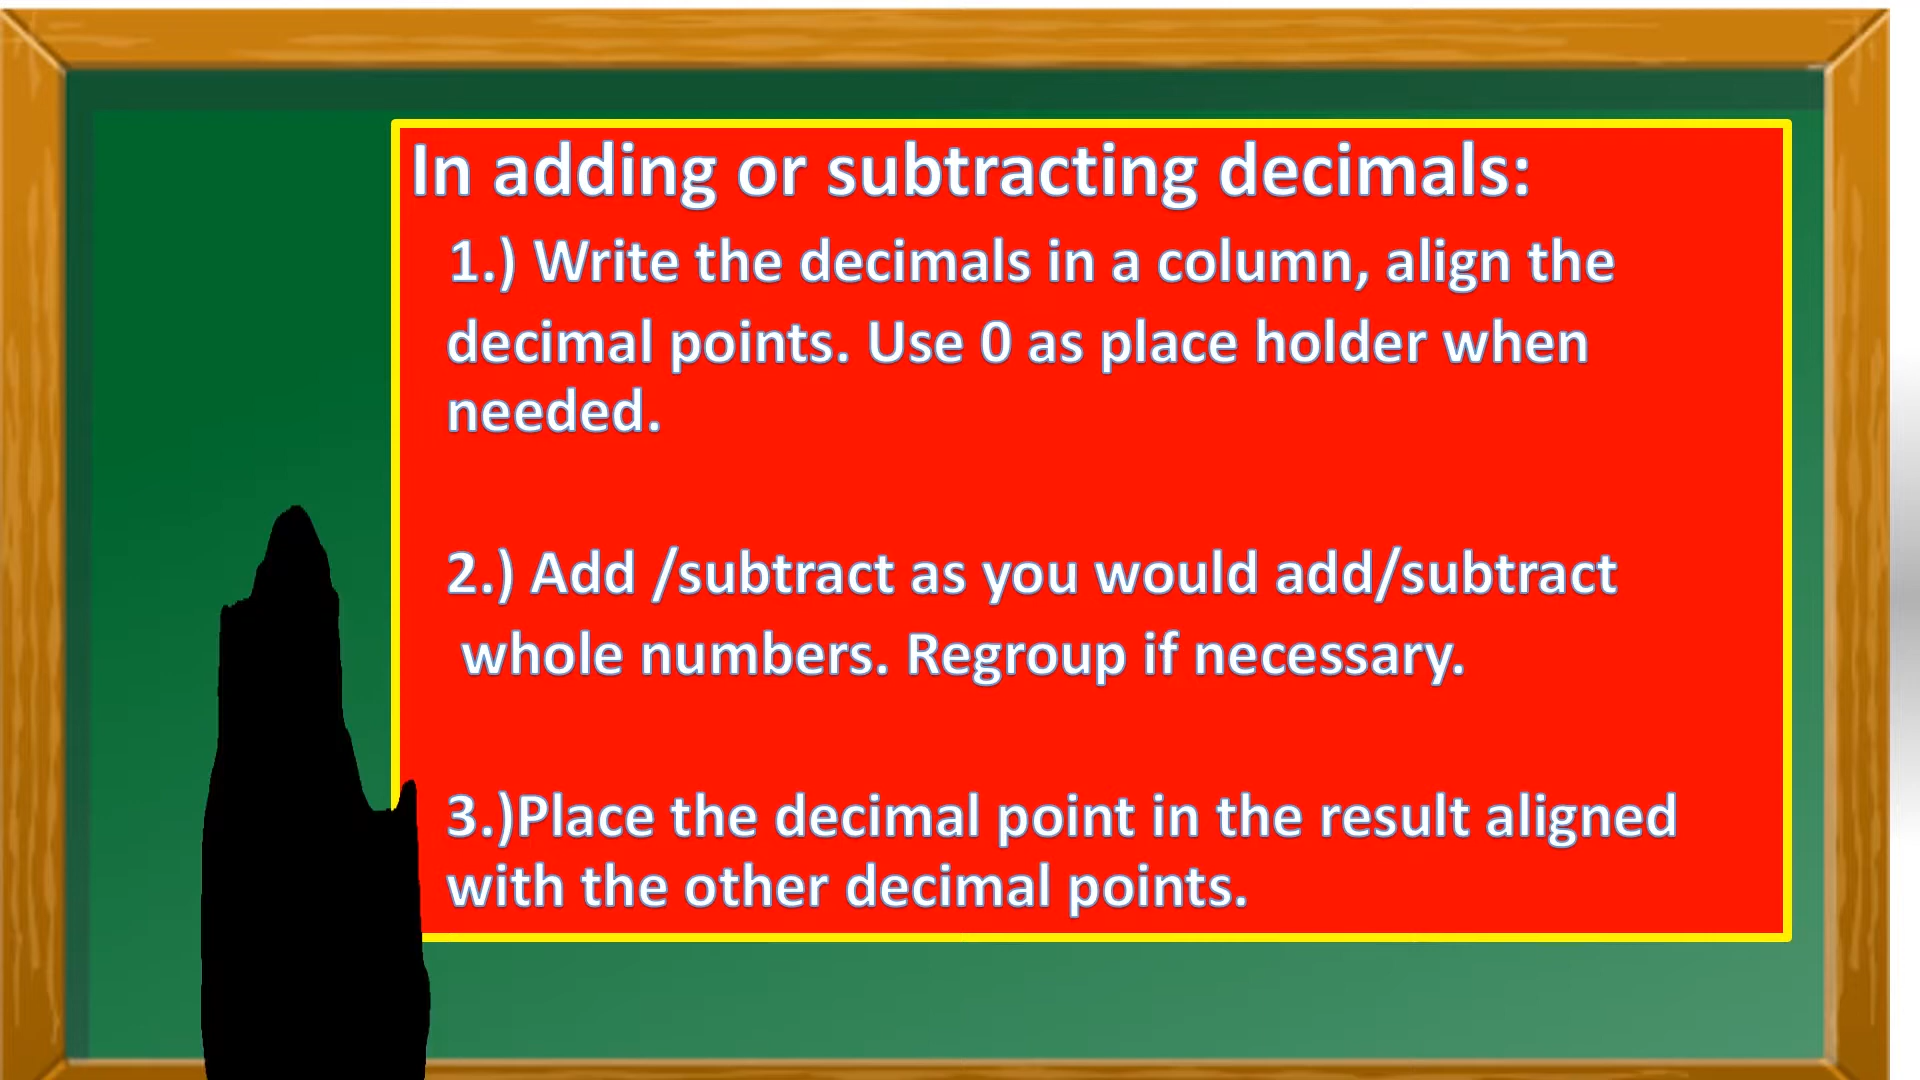 In adding or subtracting decimals:
1.) Write the decimals in a column, align the
decimal points. Use 0 as place holder when
needed.
2.) Add /subtract as you would add/subtract
whole numbers. Regroup if necessary.
3.)Place the decimal point in the result aligned
with the other decimal points.